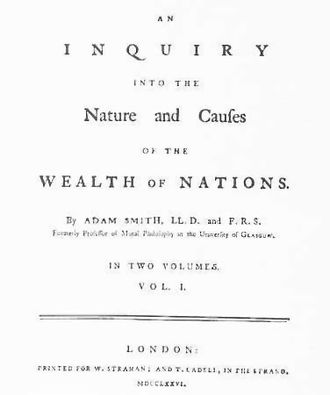 AN
INQUIRY
INTO THE
Nature and Cauſes
OF THE
WEALTH OF NATIONS.
By ADAM SMITH, LL.D. and F.R.S.
Formerly Profeſſor of Moral Philoſophy in the Univerſity of GLASGOW.
IN TWO VOLUMES.
VOL. I.
LONDON:
PRINTED FOR W. STRAHAN; AND T. CADELL, IN THE STRAND.
MDCCLXXVI.